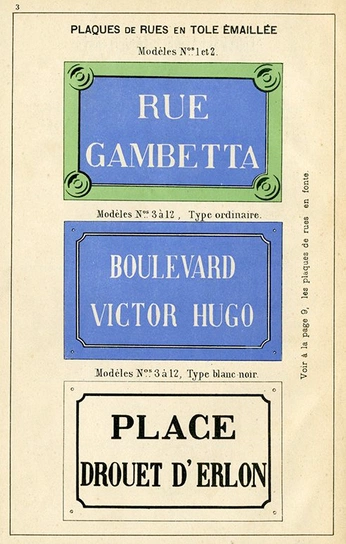 3
PLAQUES DE RUES EN TOLE ÉMAILLÉE
Modèles Nos 1 et 2.
RUE
GAMBETTA
Modèles Nos 3 à 12, Type ordinaire.
BOULEVARD
VICTOR HUGO
Modèles Nos 3 à 12, Type blanc-noir.
PLACE
DROUET D'ERLON
Voir à la page 9, les plaques de rues en fonte.